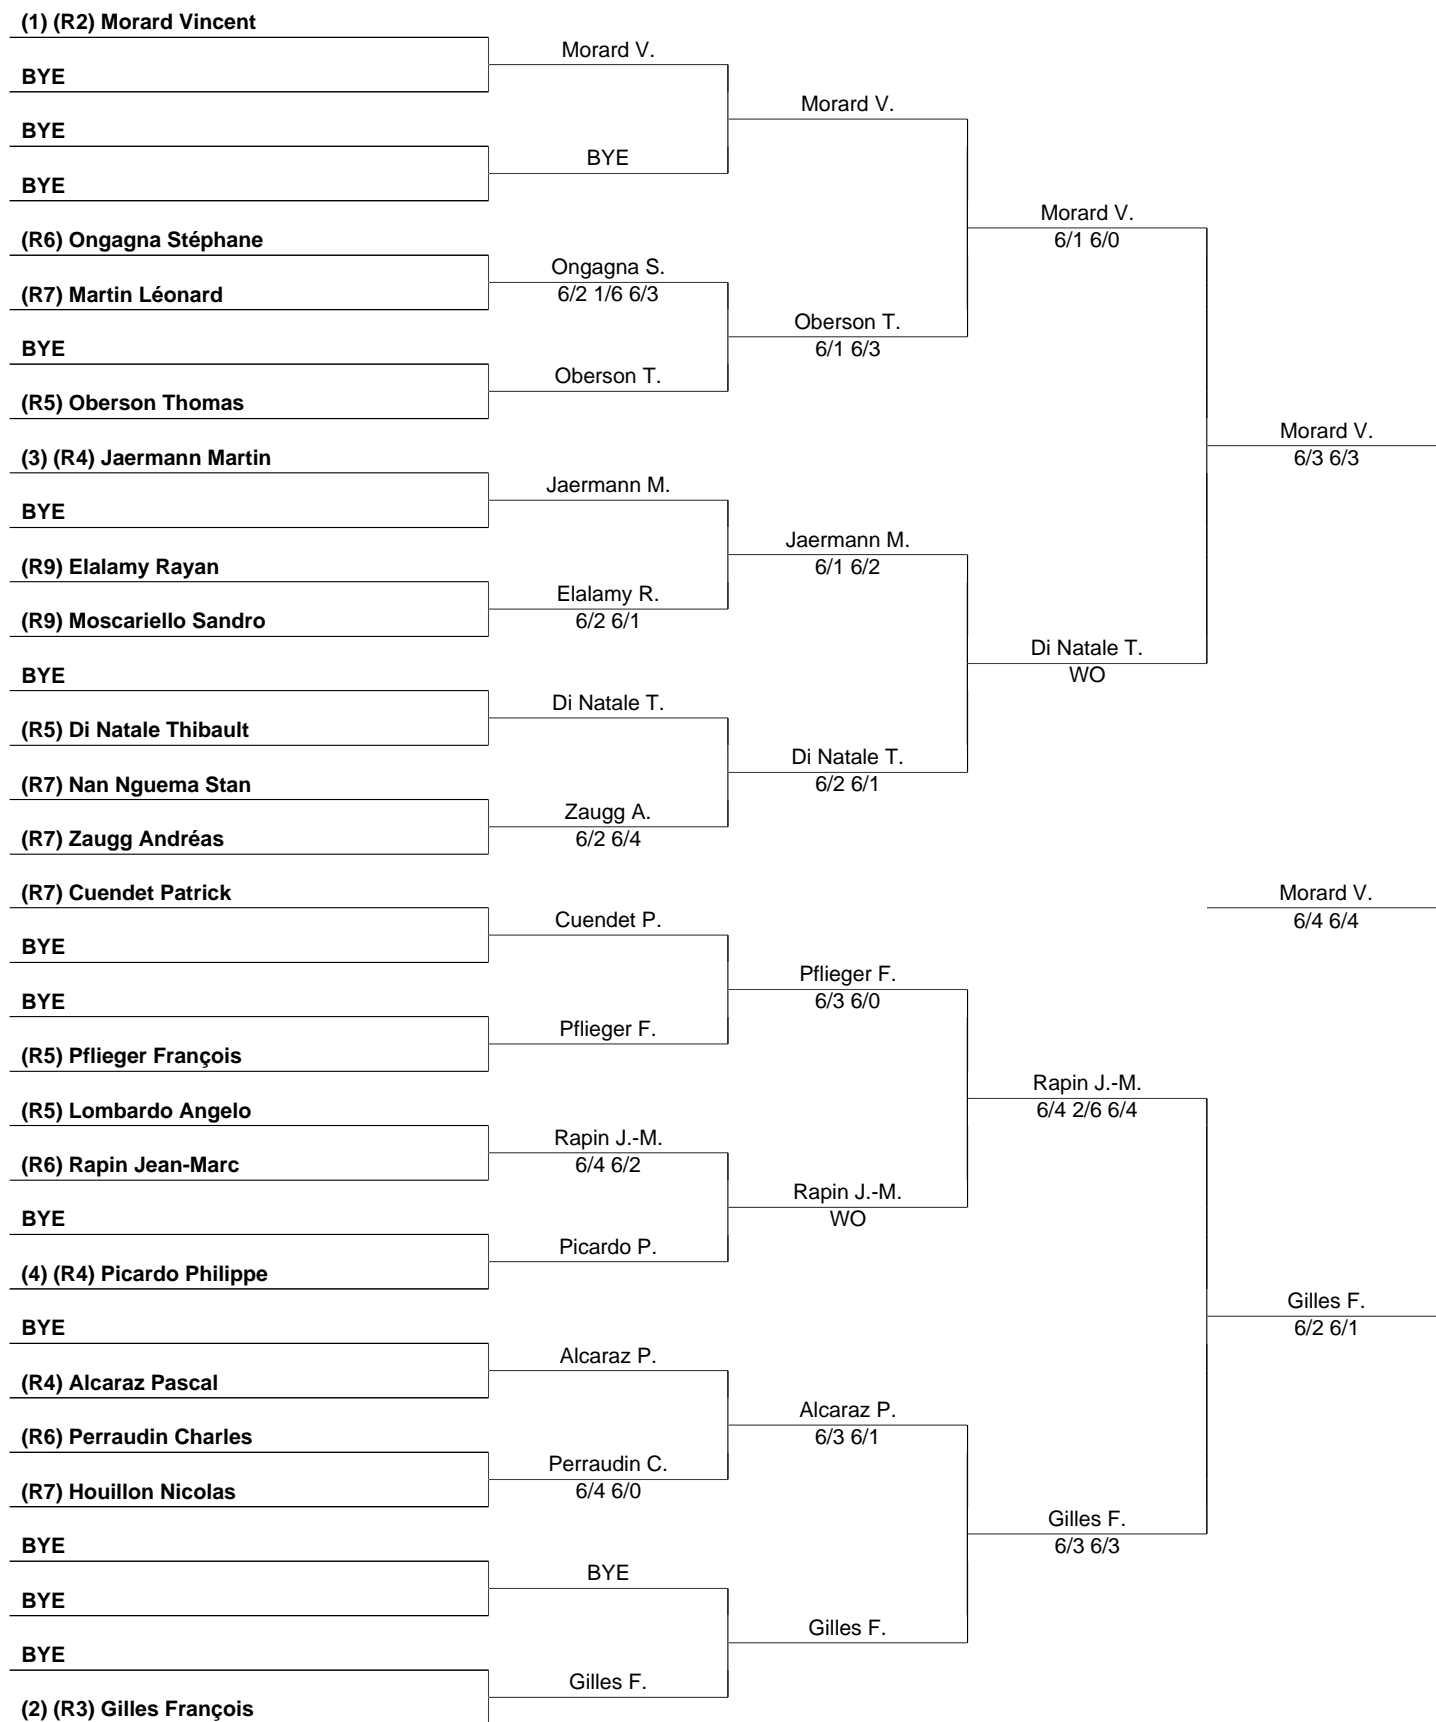 (1) (R2) Morard Vincent
BYE
BYE
BYE
(R6) Ongagna Stéphane
(R7) Martin Léonard
BYE
(R5) Oberson Thomas
(3) (R4) Jaermann Martin
BYE
(R9) Elalamy Rayan
(R9) Moscariello Sandro
BYE
(R5) Di Natale Thibault
(R7) Nan Nguema Stan
(R7) Zaugg Andréas
(R7) Cuendet Patrick
BYE
BYE
(R5) Pflieger François
(R5) Lombardo Angelo
(R6) Rapin Jean-Marc
BYE
(4) (R4) Picardo Philippe
BYE
(R4) Alcaraz Pascal
(R6) Perraudin Charles
(R7) Houillon Nicolas
BYE
BYE
BYE
(2) (R3) Gilles François
Morard V.
BYE
Ongagna S.
6/2 1/6 6/3
Oberson T.
Jaermann M.
Elalamy R.
6/2 6/1
Di Natale T.
Zaugg A.
6/2 6/4
Cuendet P.
Pflieger F.
Rapin J.-M.
6/4 6/2
Picardo P.
Alcaraz P.
Perraudin C.
6/4 6/0
BYE
Gilles F.
Morard V.
Oberson T.
6/1 6/3
Jaermann M.
6/1 6/2
Di Natale T.
6/2 6/1
Pflieger F.
6/3 6/0
Rapin J.-M.
WO
Alcaraz P.
6/3 6/1
Gilles F.
Morard V.
6/1 6/0
Di Natale T.
WO
Rapin J.-M.
6/4 2/6 6/4
Gilles F.
6/3 6/3
Morard V.
6/3 6/3
Morard V.
6/4 6/4
Gilles F.
6/2 6/1